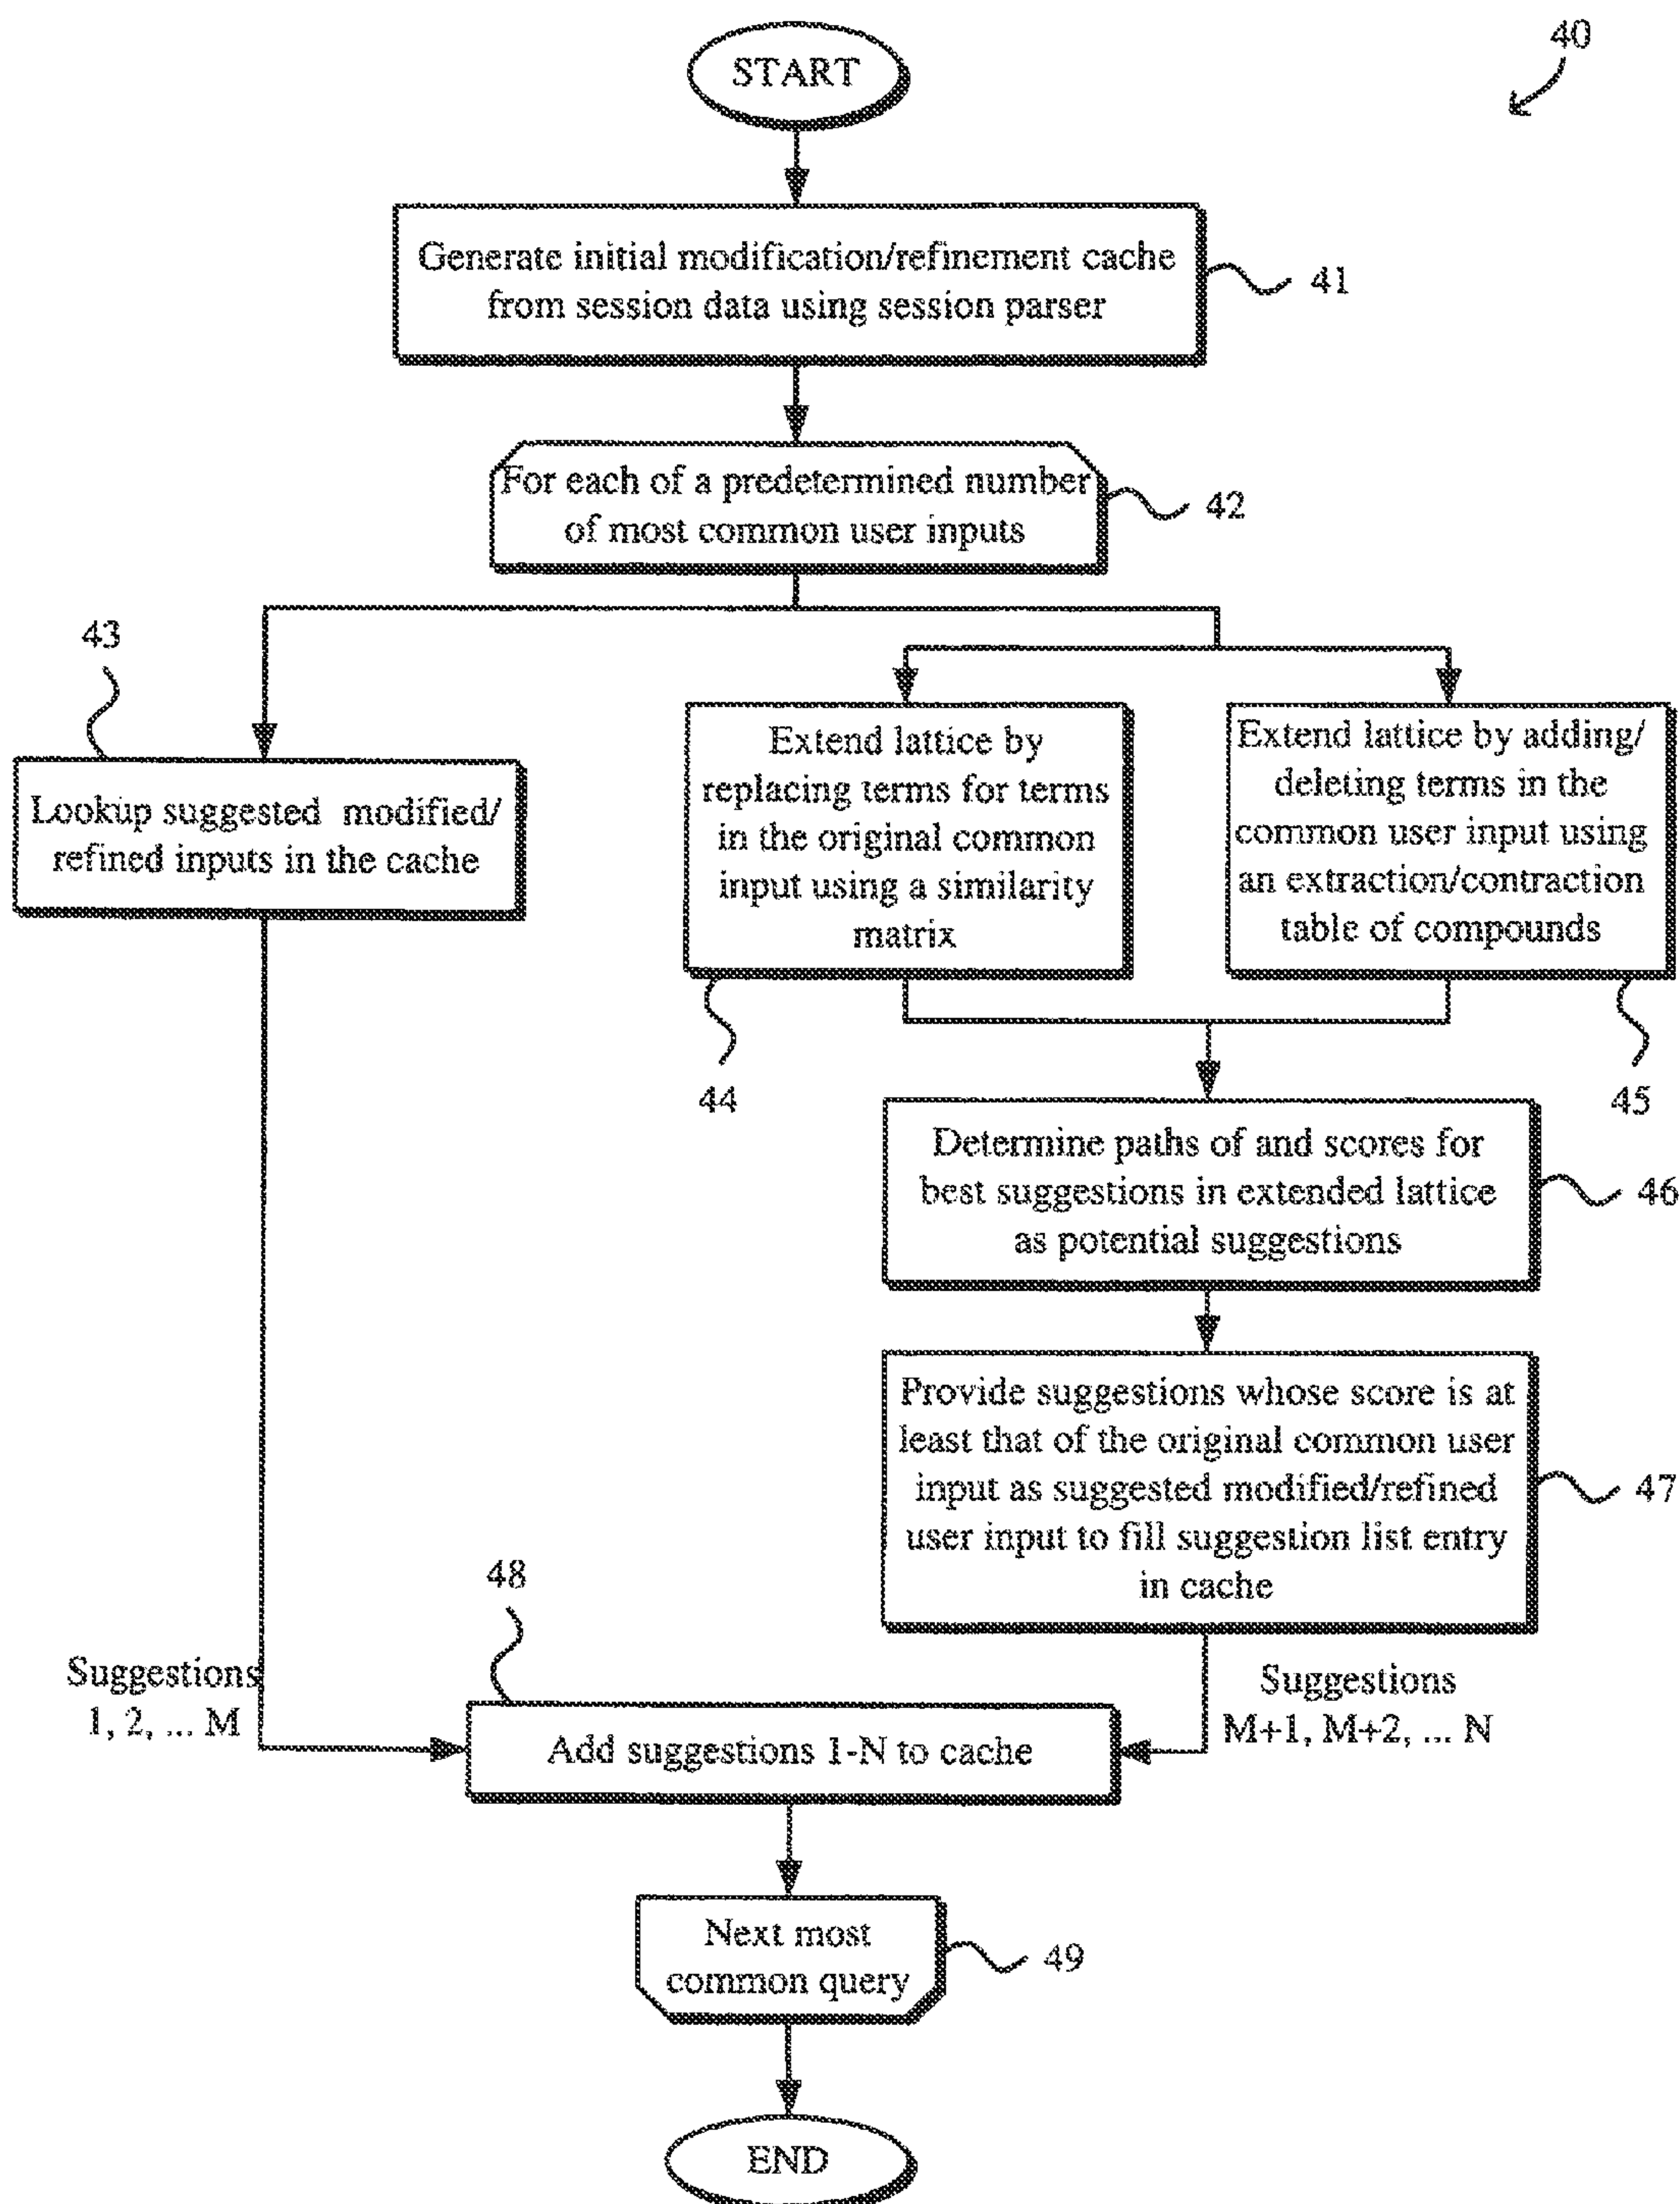 40
START
Generate initial modification/refinement cache
from session data using session parser
41
For each of a predetermined number
of most common user inputs
42
43
Lookup suggested modified/
refined inputs in the cache
Extend lattice by
replacing terms for terms
in the original common
input using a similarity
matrix
44
Extend lattice by adding/
deleting terms in the
common user input using
an extraction/contraction
table of compounds
45
Determine paths of and scores for
best suggestions in extended lattice
as potential suggestions
46
Provide suggestions whose score is at
least that of the original common user
input as suggested modified/refined
user input to fill suggestion list entry
in cache
47
48
Suggestions
1, 2, ... M
Suggestions
M+1, M+2, ... N
Add suggestions 1-N to cache
Next most
common query
49
END